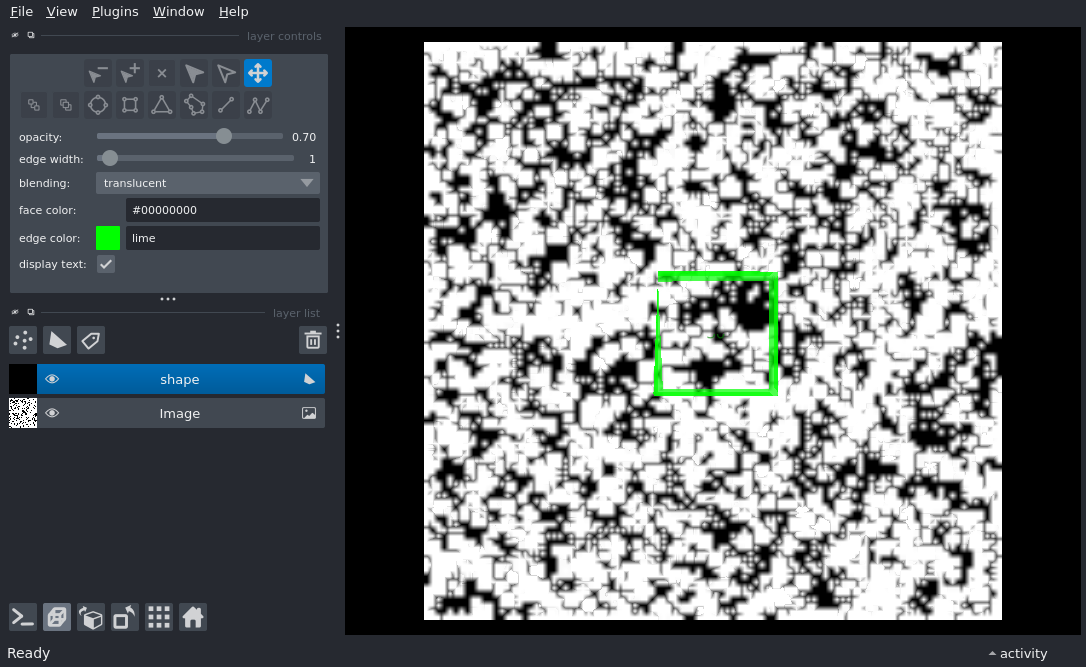 File View Plugins Window Help
layer controls
opacity: 0.70
edge width: 1
blending: translucent
face color: #00000000
edge color: lime
display text:
layer list
shape
Image
Ready
activity